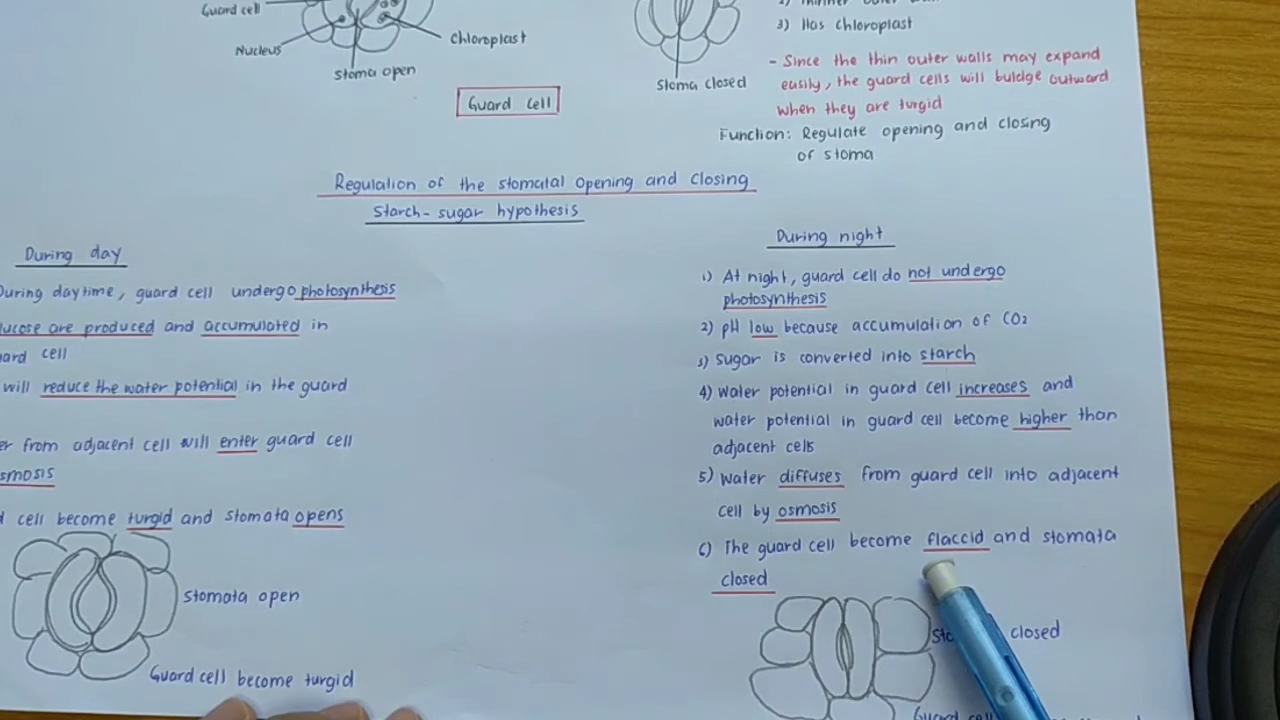 Guard cell
Nucleus
Stoma open
Chloroplast
Guard Cell
Stoma closed
3) Has chloroplast
- Since the thin outer walls may expand
easily, the guard cells will buldge outward
when they are turgid
Function: Regulate opening and closing
of stoma
Regulation of the stomatal opening and closing
Starch-sugar hypothesis
During day
During daytime, guard cell undergo photosynthesis
lucose are produced and accumulated in
ard cell
will reduce the water potential in the guard
er from adjacent cell will enter guard cell
smosis
d cell become turgid and stomata opens
Stomata open
Guard cell become turgid
During night
1) At night, guard cell do not undergo
photosynthesis
2) pH low because accumulation of CO2
3) Sugar is converted into starch
4) Water potential in guard cell increases and
water potential in guard cell become higher than
adjacent cells
5) Water diffuses from guard cell into adjacent
cell by osmosis
6) The guard cell become flaccid and stomata
closed
closed
Guard cell